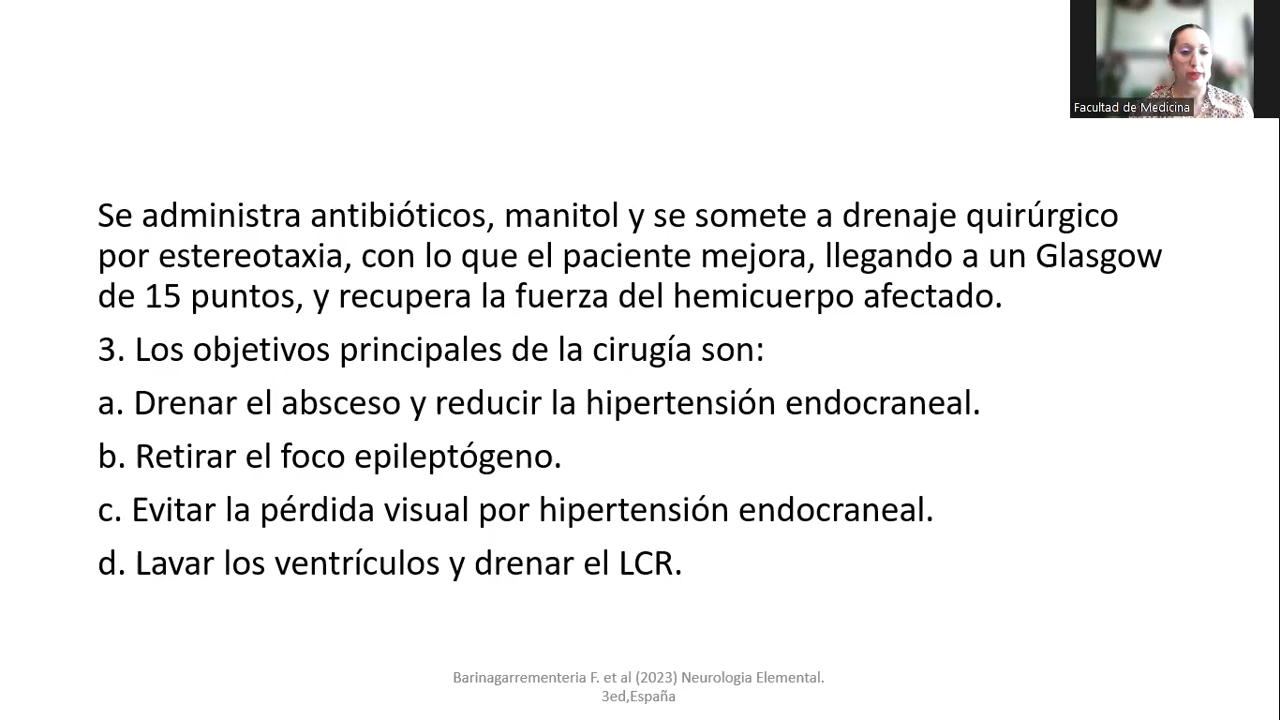 Facultad de Medicina
Se administra antibióticos, manitol y se somete a drenaje quirúrgico
por estereotaxia, con lo que el paciente mejora, llegando a un Glasgow
de 15 puntos, y recupera la fuerza del hemicuerpo afectado.
3. Los objetivos principales de la cirugía son:
a. Drenar el absceso y reducir la hipertensión endocraneal.
b. Retirar el foco epileptógeno.
c. Evitar la pérdida visual por hipertensión endocraneal.
d. Lavar los ventrículos y drenar el LCR.
Barinagarrementeria F. et al (2023) Neurologia Elemental.
3ed,España